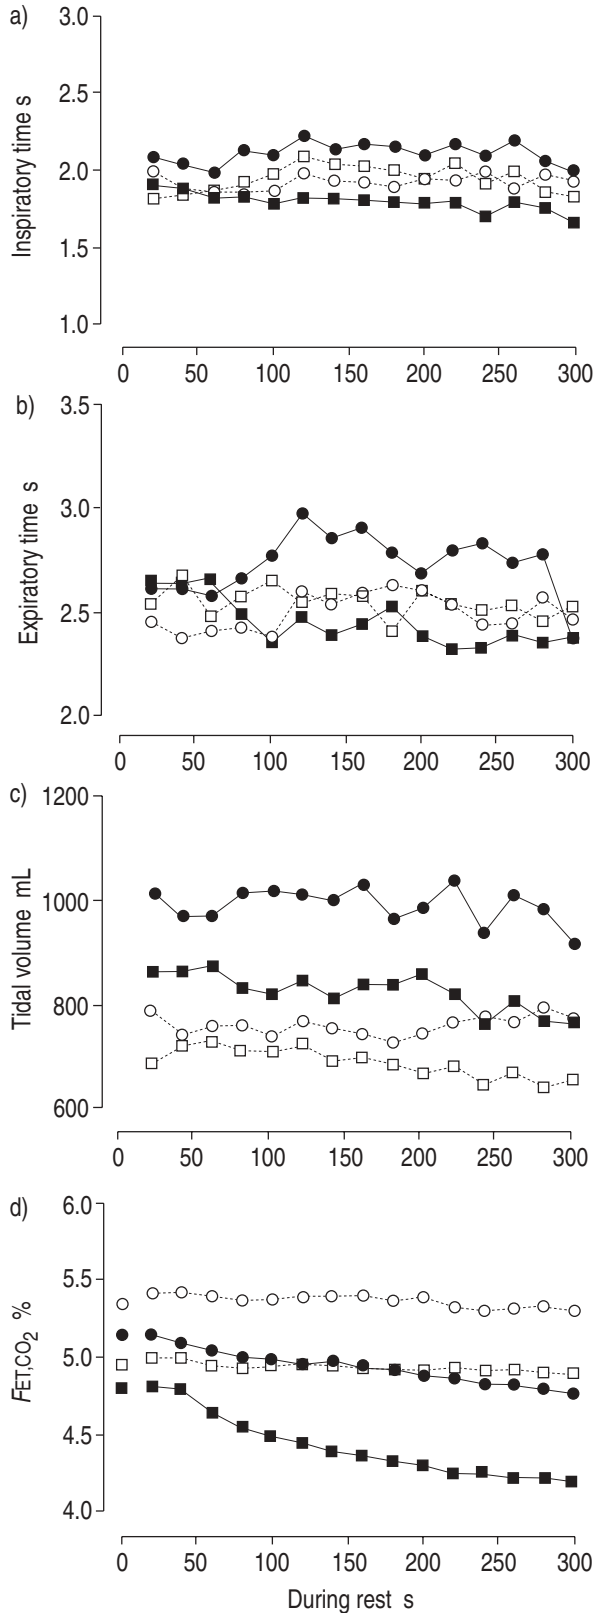 a)
3.0
2.5
2.0
1.5
1.0
Inspiratory time s
0 50 100 150 200 250 300
b)
3.5
3.0
2.5
2.0
Expiratory time s
0 50 100 150 200 250 300
c)
1200
1000
800
600
Tidal volume mL
0 50 100 150 200 250 300
d)
6.0
5.5
5.0
4.5
4.0
FET,CO2 %
0 50 100 150 200 250 300
During rest s